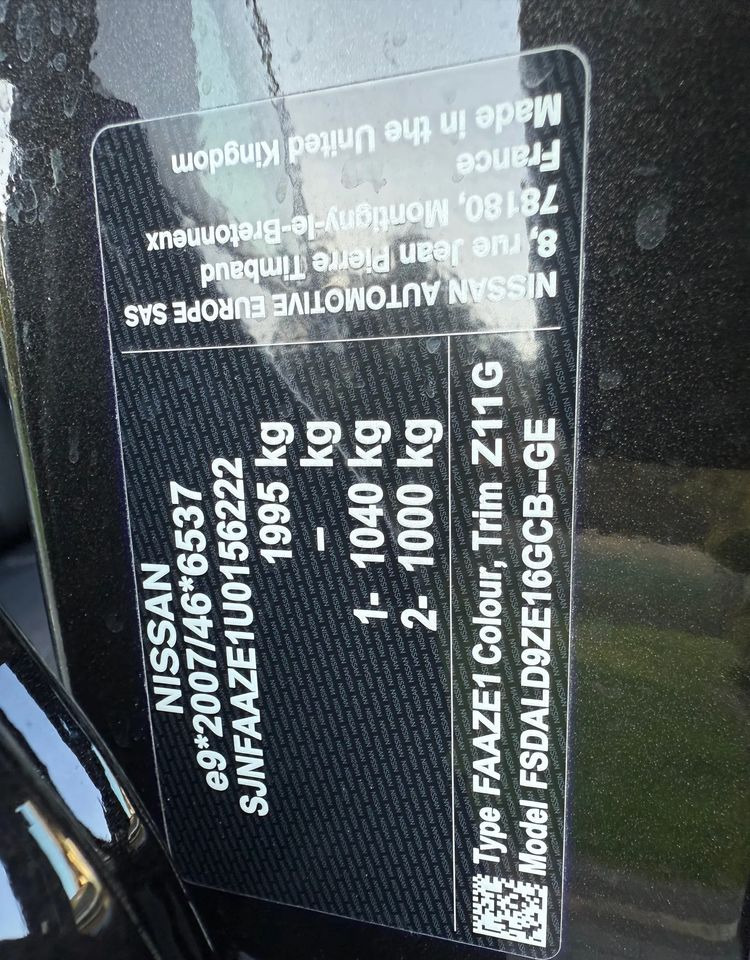 NISSAN
e9*2007/46*6537
SJNFAAZE1U0156222
1995 kg
– kg
1- 1040 kg
2- 1000 kg
Type FAAZE1 Colour, Trim Z11G
Model FSDALD9ZE16GCB--GE
NISSAN AUTOMOTIVE EUROPE SAS
8, rue Jean Pierre Timbaud
78180, Montigny-le-Bretonneux
France
Made in the United Kingdom